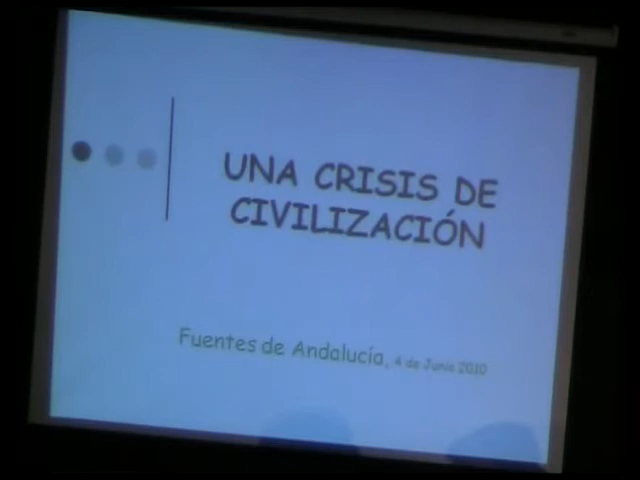 UNA CRISIS DE
CIVILIZACIÓN
Fuentes de Andalucía, 4 de Junio 2010